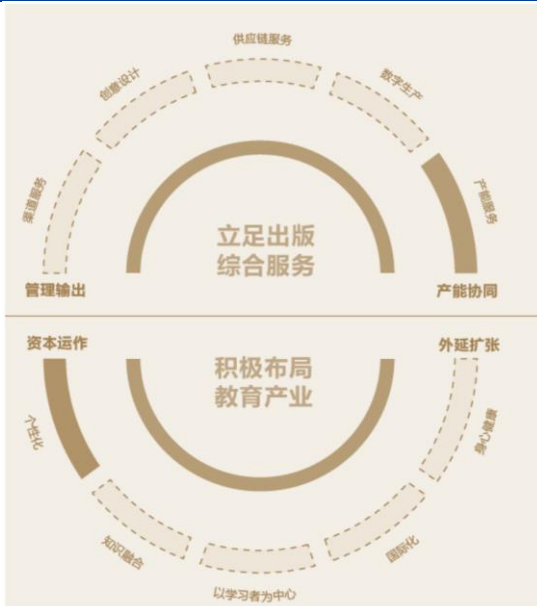 供应链服务
创意设计
数字生产
渠道服务
产能服务
立足出版
综合服务
管理输出
产能协同
资本运作
外延扩张
积极布局
教育产业
个性化
身心健康
知识融合
国际化
以学习者为中心